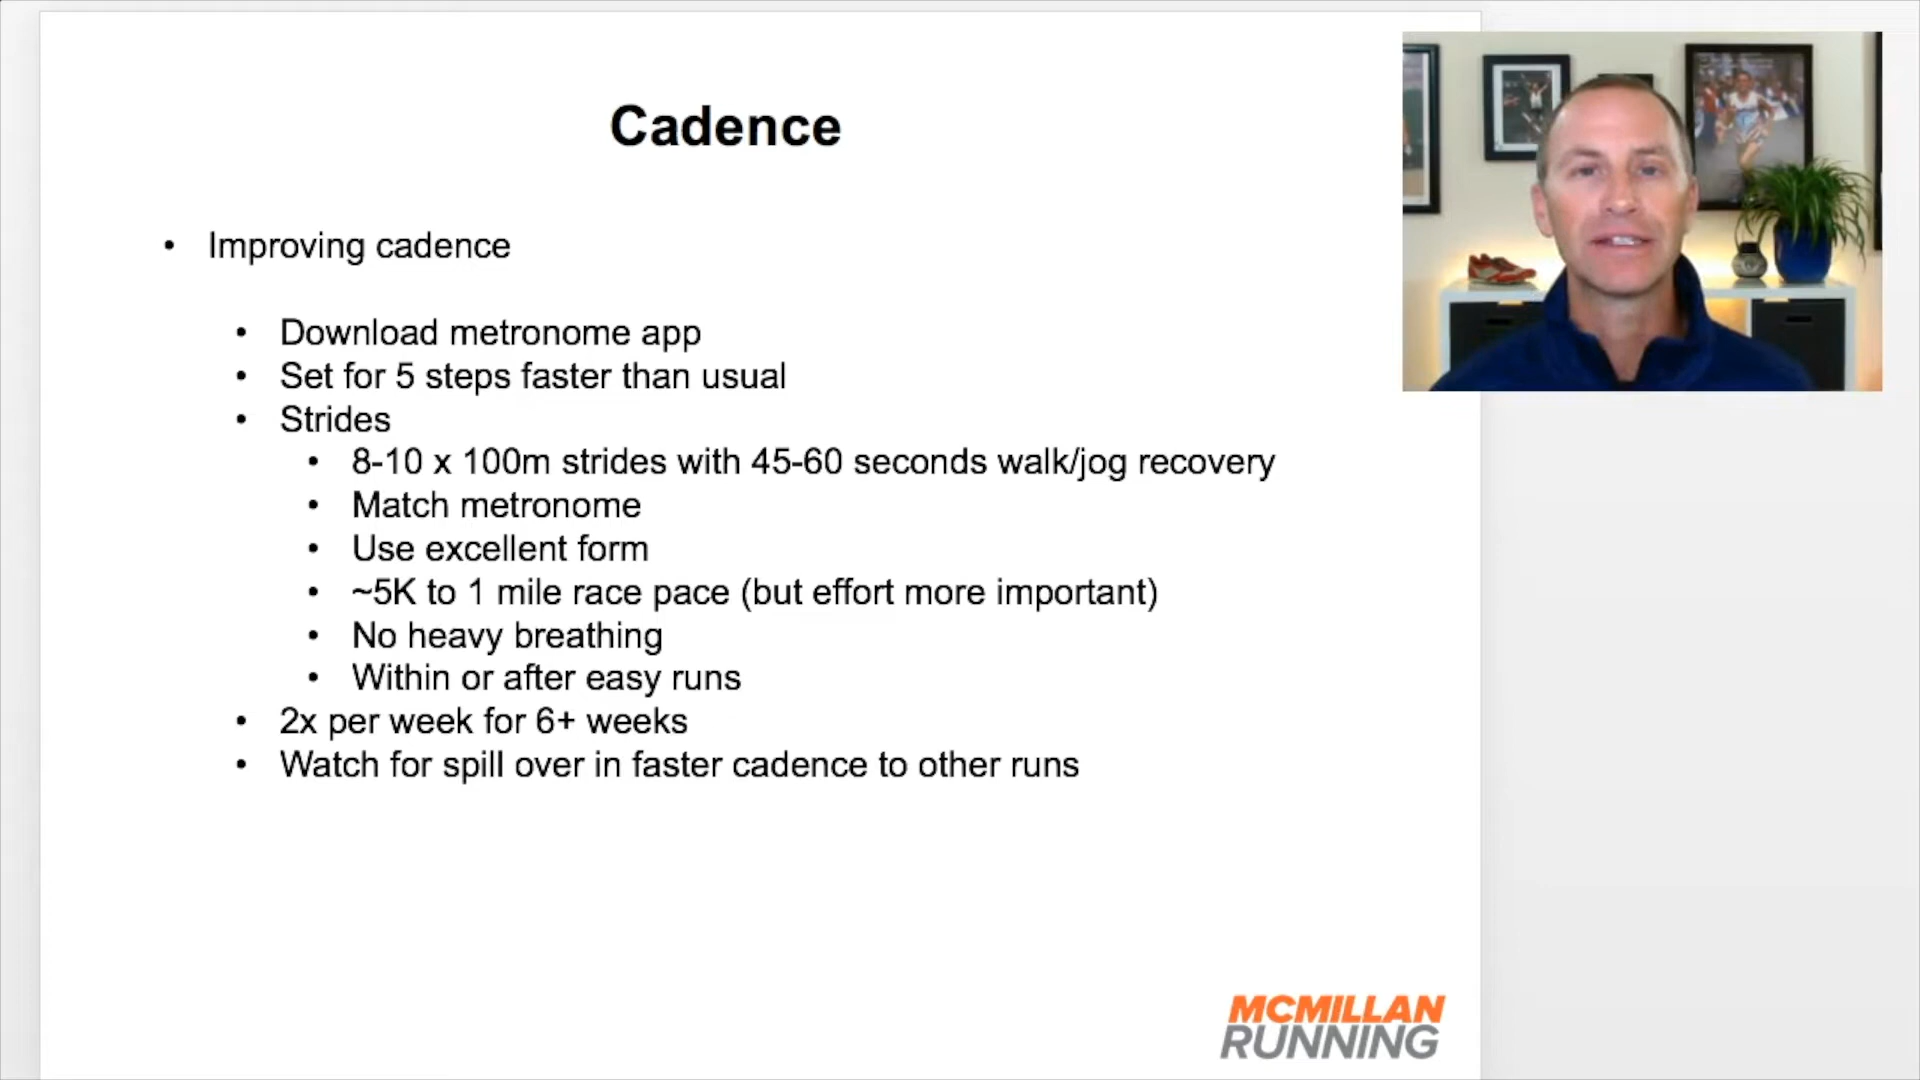 Cadence
• Improving cadence
• Download metronome app
• Set for 5 steps faster than usual
• Strides
• 8-10 x 100m strides with 45-60 seconds walk/jog recovery
• Match metronome
• Use excellent form
• ~5K to 1 mile race pace (but effort more important)
• No heavy breathing
• Within or after easy runs
• 2x per week for 6+ weeks
• Watch for spill over in faster cadence to other runs
MCMILLAN
RUNNING